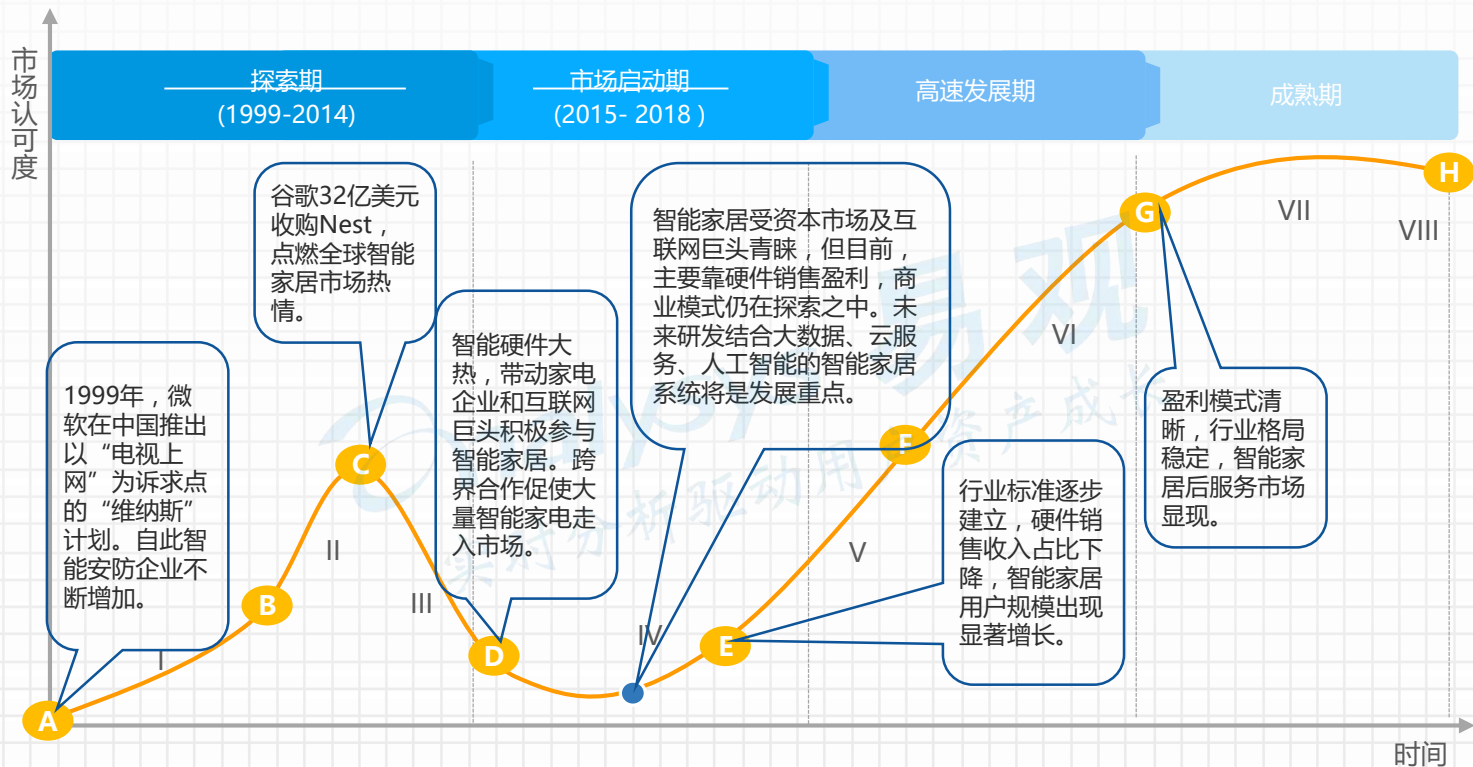 市场认可度
探索期
(1999-2014)
市场启动期
(2015- 2018 )
高速发展期
成熟期
谷歌32亿美元
收购Nest，
点燃全球智能
家居市场热
情。
智能家居受资本市场及互
联网巨头青睐，但目前，
主要靠硬件销售盈利，商
业模式仍在探索之中。未
来研发结合大数据、云服
务、人工智能的智能家居
系统将是发展重点。
智能硬件大
热，带动家电
企业和互联网
巨头积极参与
智能家居。跨
界合作促使大
量智能家电走
入市场。
1999年，微
软在中国推出
以“电视上
网”为诉求点
的“维纳斯”
计划。自此智
能安防企业不
断增加。
盈利模式清
晰，行业格局
稳定，智能家
居后服务市场
显现。
行业标准逐步
建立，硬件销
售收入占比下
降，智能家居
用户规模出现
显著增长。
A
B
C
D
E
F
G
H
I
II
III
IV
V
VI
VII
VIII
易观
实时分析驱动用
资产成长
时间